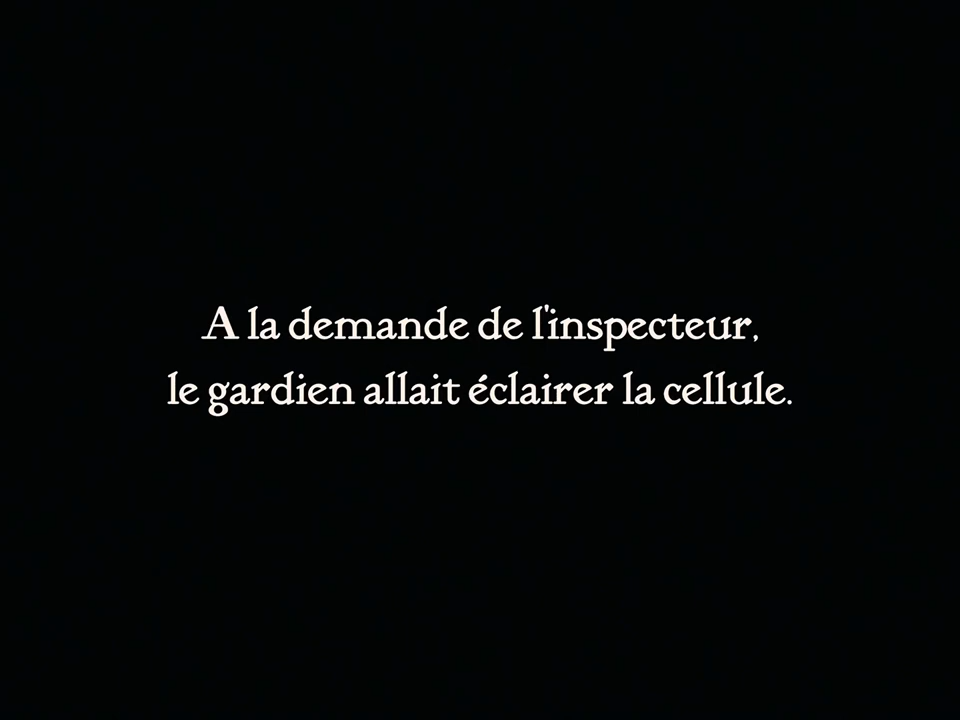 A la demande de l'inspecteur,
le gardien allait éclairer la cellule.